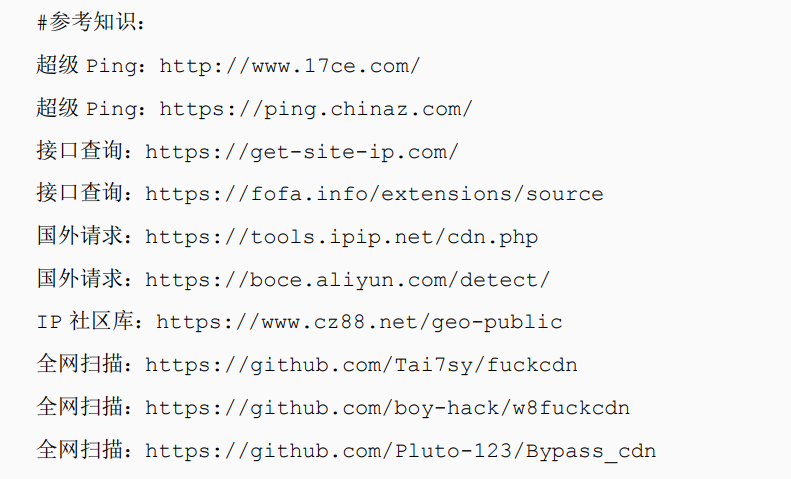 #参考知识：
超级 Ping：http://www.17ce.com/
超级 Ping：https://ping.chinaz.com/
接口查询：https://get-site-ip.com/
接口查询：https://fofa.info/extensions/source
国外请求：https://tools.ipip.net/cdn.php
国外请求：https://boce.aliyun.com/detect/
IP 社区库：https://www.cz88.net/geo-public
全网扫描：https://github.com/Tai7sy/fuckcdn
全网扫描：https://github.com/boy-hack/w8fuckcdn
全网扫描：https://github.com/Pluto-123/Bypass_cdn